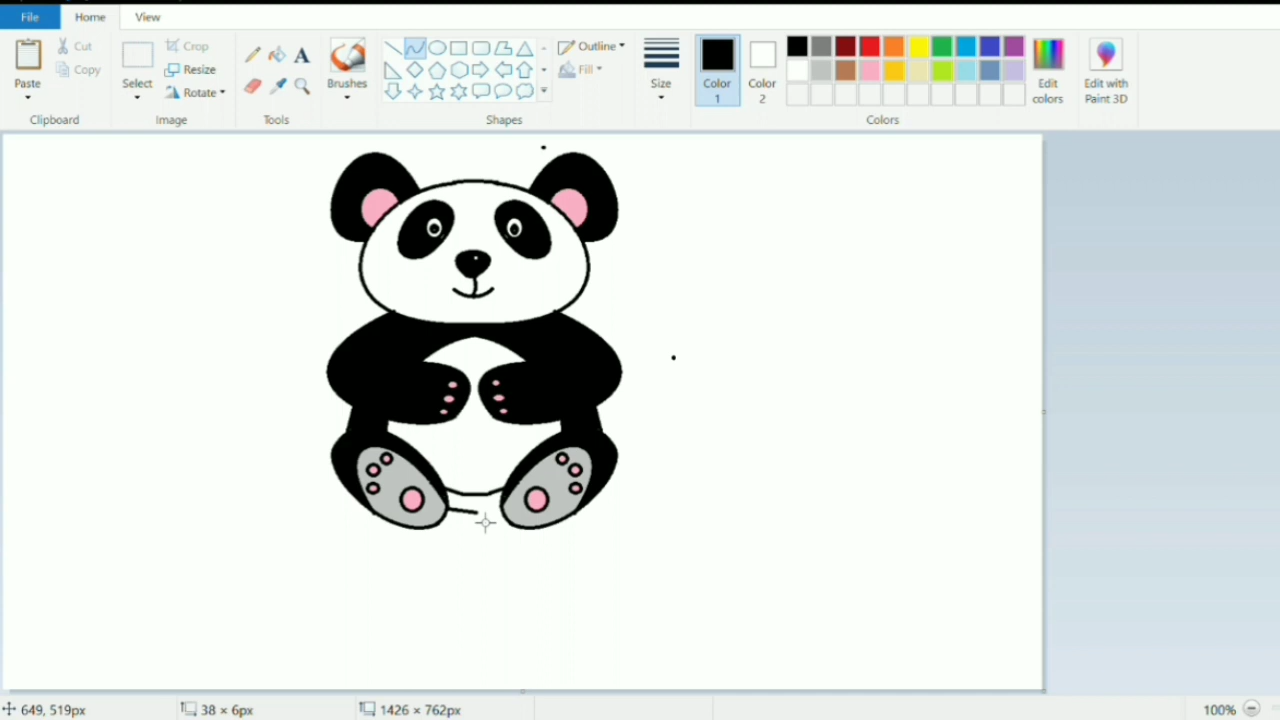 File Home View
Paste
Cut
Copy
Clipboard
Select
Crop
Resize
Rotate
Image
A
Tools
Brushes
Shapes
Outline
Fill
Size
Color
1
Color
2
Edit
colors
Colors
Edit with
Paint 3D
649, 519px 38 × 6px 1426 × 762px 100%